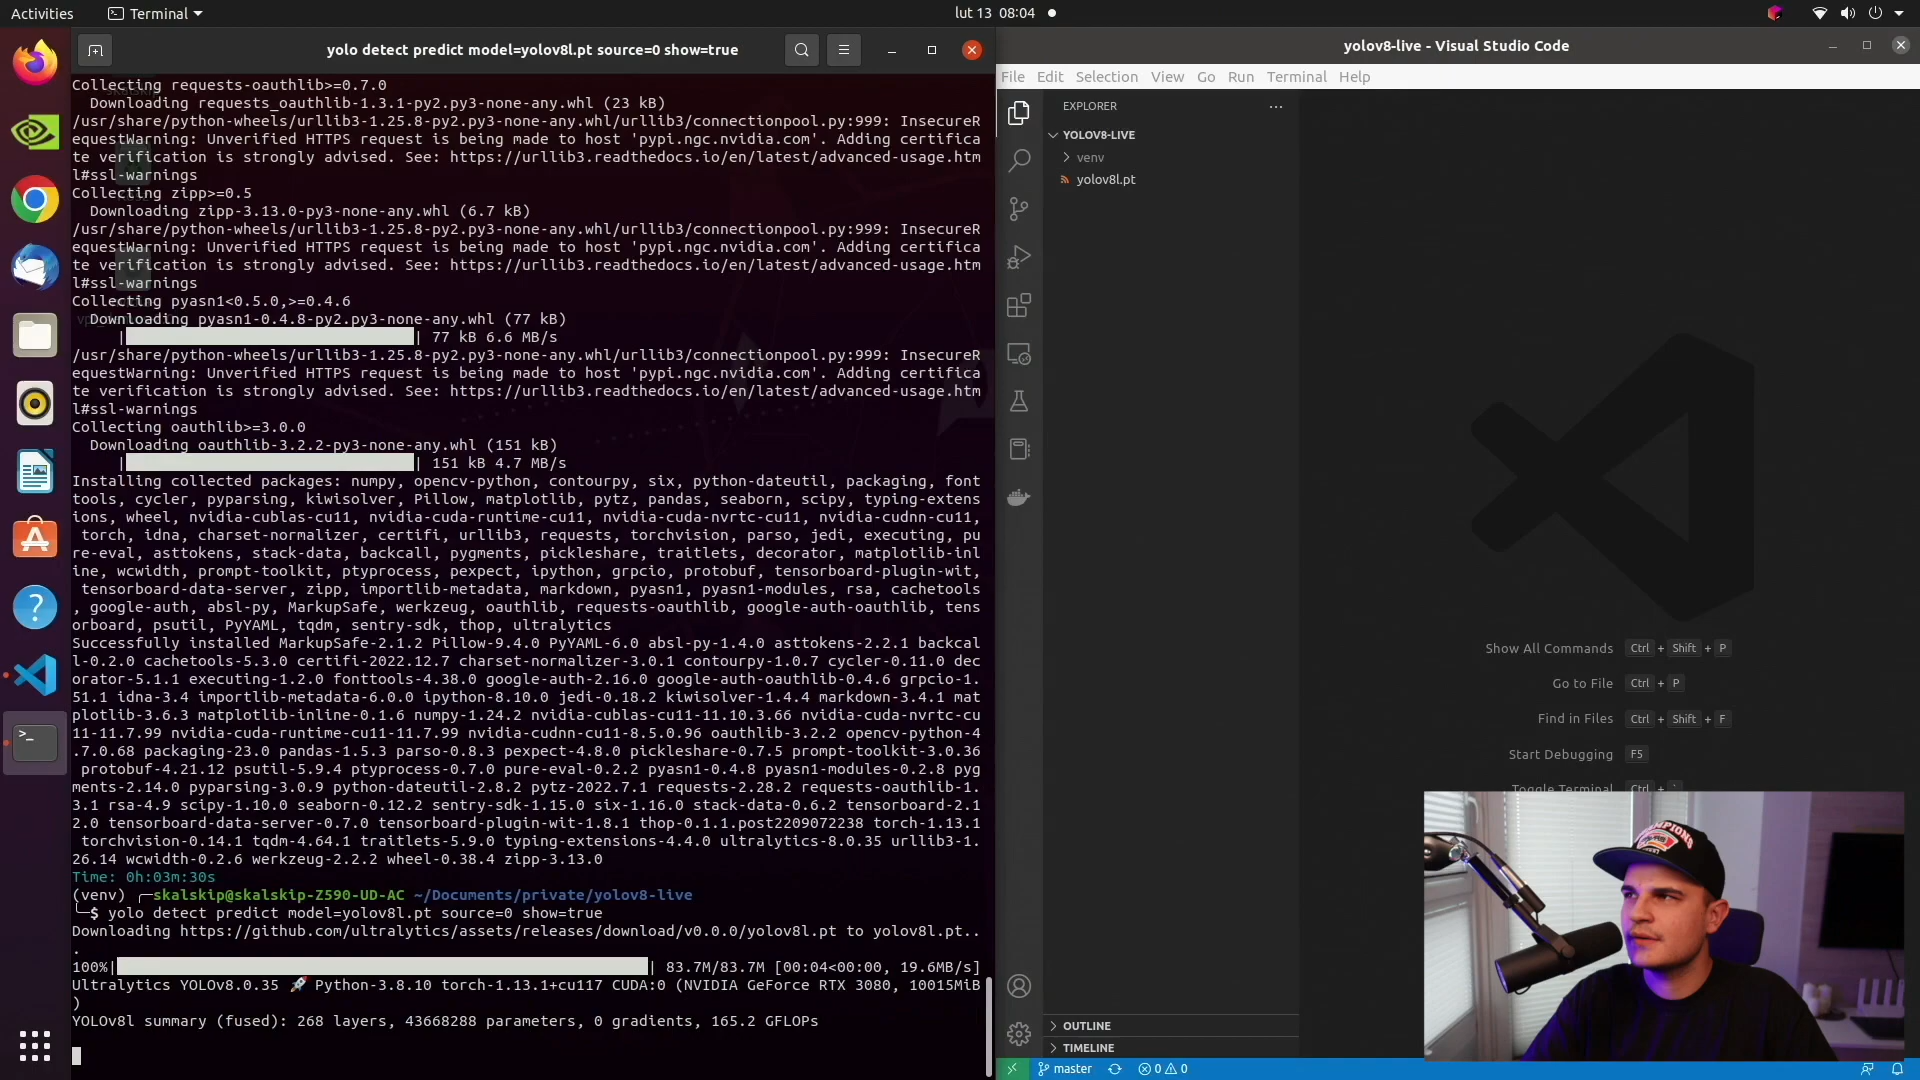 Activities
Terminal
lut 13 08:04
yolo detect predict model=yolov8l.pt source=0 show=true
Collecting requests-oauthlib>=0.7.0
Downloading requests_oauthlib-1.3.1-py2.py3-none-any.whl (23 kB)
/usr/share/python-wheels/urllib3-1.25.8-py2.py3-none-any.whl/urllib3/connectionpool.py:999: InsecureR
equestWarning: Unverified HTTPS request is being made to host 'pypi.ngc.nvidia.com'. Adding certifica
te verification is strongly advised. See: https://urllib3.readthedocs.io/en/latest/advanced-usage.htm
l#ssl-warnings
Collecting zipp>=0.5
Downloading zipp-3.13.0-py3-none-any.whl (6.7 kB)
/usr/share/python-wheels/urllib3-1.25.8-py2.py3-none-any.whl/urllib3/connectionpool.py:999: InsecureR
equestWarning: Unverified HTTPS request is being made to host 'pypi.ngc.nvidia.com'. Adding certifica
te verification is strongly advised. See: https://urllib3.readthedocs.io/en/latest/advanced-usage.htm
l#ssl-warnings
Collecting pyasn1<0.5.0,>=0.4.6
Downloading pyasn1-0.4.8-py2.py3-none-any.whl (77 kB)
| | 77 kB 6.6 MB/s
/usr/share/python-wheels/urllib3-1.25.8-py2.py3-none-any.whl/urllib3/connectionpool.py:999: InsecureR
equestWarning: Unverified HTTPS request is being made to host 'pypi.ngc.nvidia.com'. Adding certifica
te verification is strongly advised. See: https://urllib3.readthedocs.io/en/latest/advanced-usage.htm
l#ssl-warnings
Collecting oauthlib>=3.0.0
Downloading oauthlib-3.2.2-py3-none-any.whl (151 kB)
| | 151 kB 4.7 MB/s
Installing collected packages: numpy, opencv-python, contourpy, six, python-dateutil, packaging, font
tools, cycler, pyparsing, kiwisolver, Pillow, matplotlib, pytz, pandas, seaborn, scipy, typing-extens
ions, wheel, nvidia-cublas-cu11, nvidia-cuda-runtime-cu11, nvidia-cuda-nvrtc-cu11, nvidia-cudnn-cu11,
torch, idna, charset-normalizer, certifi, urllib3, requests, torchvision, parso, jedi, executing, pu
re-eval, asttokens, stack-data, backcall, pygments, pickleshare, traitlets, decorator, matplotlib-inl
ine, wcwidth, prompt-toolkit, ptyprocess, pexpect, ipython, grpcio, protobuf, tensorboard-plugin-wit,
tensorboard-data-server, zipp, importlib-metadata, markdown, pyasn1, pyasn1-modules, rsa, cachetools
, google-auth, absl-py, MarkupSafe, werkzeug, oauthlib, requests-oauthlib, google-auth-oauthlib, tens
orboard, psutil, PyYAML, tqdm, sentry-sdk, thop, ultralytics
Successfully installed MarkupSafe-2.1.2 Pillow-9.4.0 PyYAML-6.0 absl-py-1.4.0 asttokens-2.2.1 backcal
l-0.2.0 cachetools-5.3.0 certifi-2022.12.7 charset-normalizer-3.0.1 contourpy-1.0.7 cycler-0.11.0 dec
orator-5.1.1 executing-1.2.0 fonttools-4.38.0 google-auth-2.16.0 google-auth-oauthlib-0.4.6 grpcio-1.
51.1 idna-3.4 importlib-metadata-6.0.0 ipython-8.10.0 jedi-0.18.2 kiwisolver-1.4.4 markdown-3.4.1 mat
plotlib-3.6.3 matplotlib-inline-0.1.6 numpy-1.24.2 nvidia-cublas-cu11-11.10.3.66 nvidia-cuda-nvrtc-cu
11-11.7.99 nvidia-cuda-runtime-cu11-11.7.99 nvidia-cudnn-cu11-8.5.0.96 oauthlib-3.2.2 opencv-python-4
.7.0.68 packaging-23.0 pandas-1.5.3 parso-0.8.3 pexpect-4.8.0 pickleshare-0.7.5 prompt-toolkit-3.0.36
protobuf-4.21.12 psutil-5.9.4 ptyprocess-0.7.0 pure-eval-0.2.2 pyasn1-0.4.8 pyasn1-modules-0.2.8 pyg
ments-2.14.0 pyparsing-3.0.9 python-dateutil-2.8.2 pytz-2022.7.1 requests-2.28.2 requests-oauthlib-1.
3.1 rsa-4.9 scipy-1.10.0 seaborn-0.12.2 sentry-sdk-1.15.0 six-1.16.0 stack-data-0.6.2 tensorboard-2.1
2.0 tensorboard-data-server-0.7.0 tensorboard-plugin-wit-1.8.1 thop-0.1.1.post2209072238 torch-1.13.1
torchvision-0.14.1 tqdm-4.64.1 traitlets-5.9.0 typing-extensions-4.4.0 ultralytics-8.0.35 urllib3-1.
26.14 wcwidth-0.2.6 werkzeug-2.2.2 wheel-0.38.4 zipp-3.13.0
Time: 0h:03m:30s
(venv) ╭─skalskip@skalskip-Z590-UD-AC ~/Documents/private/yolov8-live
╰─$ yolo detect predict model=yolov8l.pt source=0 show=true
Downloading https://github.com/ultralytics/assets/releases/download/v0.0.0/yolov8l.pt to yolov8l.pt..
.
100%| | 83.7M/83.7M [00:04<00:00, 19.6MB/s]
Ultralytics YOLOv8.0.35 🚀 Python-3.8.10 torch-1.13.1+cu117 CUDA:0 (NVIDIA GeForce RTX 3080, 10015MiB
)
YOLOv8l summary (fused): 268 layers, 43668288 parameters, 0 gradients, 165.2 GFLOPs
yolov8-live - Visual Studio Code
File Edit Selection View Go Run Terminal Help
EXPLORER
YOLOV8-LIVE
venv
yolov8l.pt
Show All Commands Ctrl + Shift + P
Go to File Ctrl + P
Find in Files Ctrl + Shift + F
Start Debugging F5
Toggle Terminal Ctrl + `
CHAMPIONS
OUTLINE
TIMELINE
master 0 0